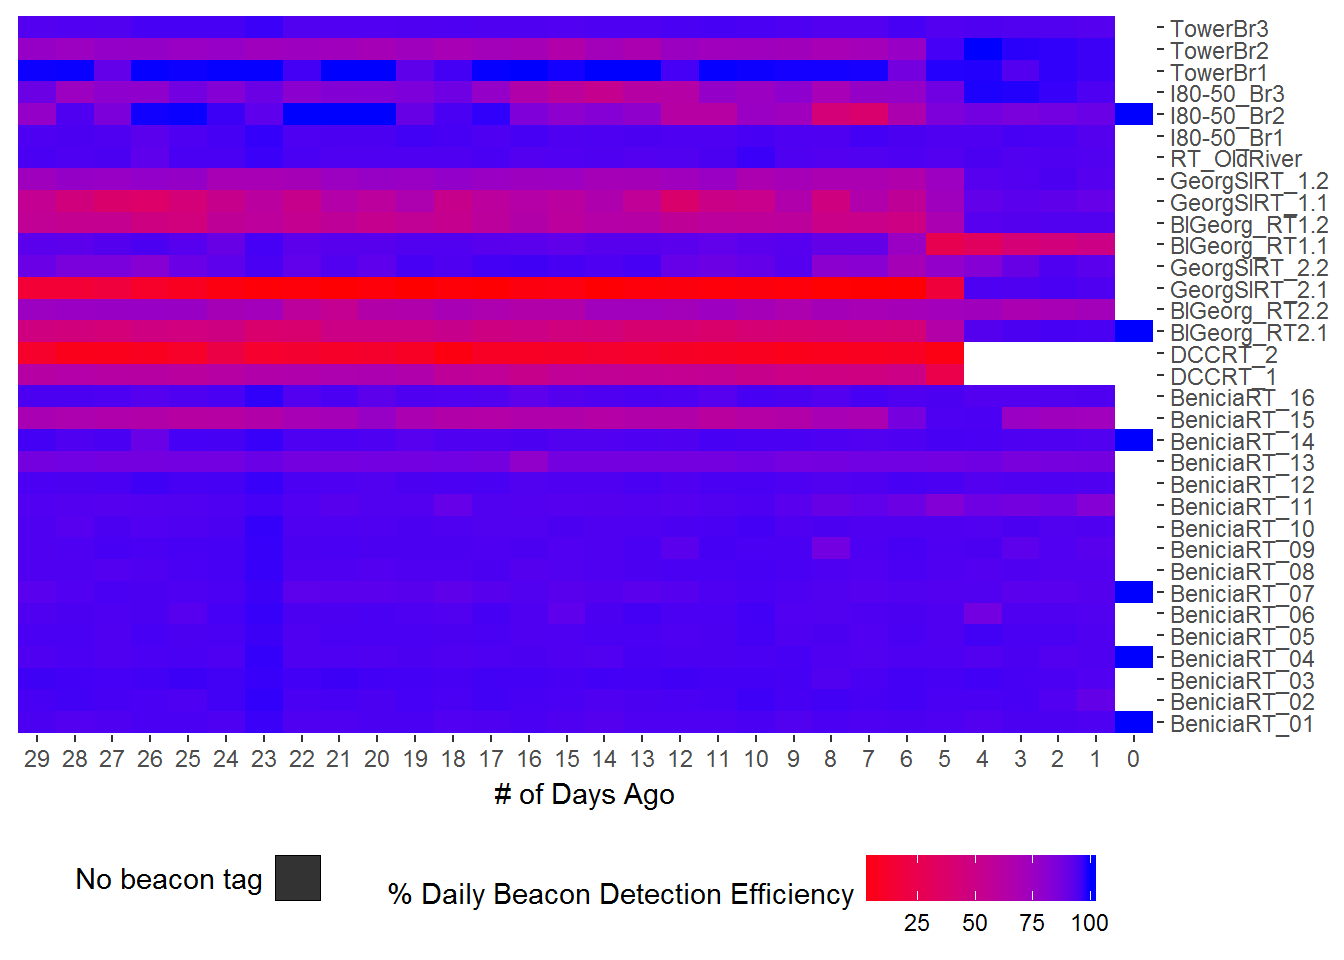 TowerBr3
TowerBr2
TowerBr1
I80-50_Br3
I80-50_Br2
I80-50_Br1
RT_OldRiver
GeorgSlRT_1.2
GeorgSlRT_1.1
BlGeorg_RT1.2
BlGeorg_RT1.1
GeorgSlRT_2.2
GeorgSlRT_2.1
BlGeorg_RT2.2
BlGeorg_RT2.1
DCCRT_2
DCCRT_1
BeniciaRT_16
BeniciaRT_15
BeniciaRT_14
BeniciaRT_13
BeniciaRT_12
BeniciaRT_11
BeniciaRT_10
BeniciaRT_09
BeniciaRT_08
BeniciaRT_07
BeniciaRT_06
BeniciaRT_05
BeniciaRT_04
BeniciaRT_03
BeniciaRT_02
BeniciaRT_01
29 28 27 26 25 24 23 22 21 20 19 18 17 16 15 14 13 12 11 10 9 8 7 6 5 4 3 2 1 0
# of Days Ago
No beacon tag
% Daily Beacon Detection Efficiency
25 50 75 100